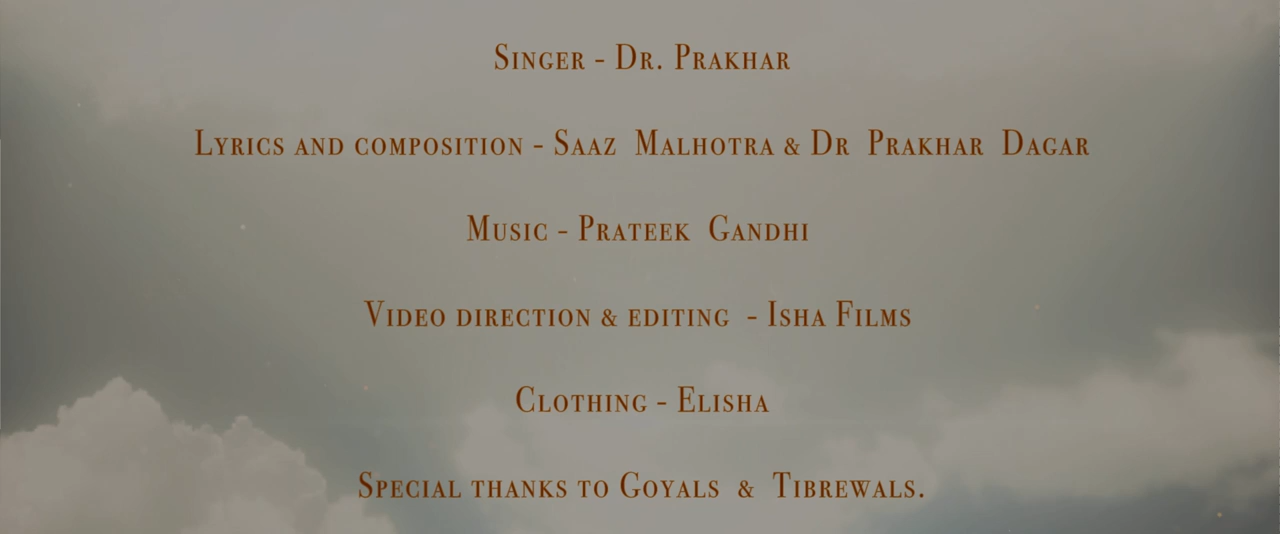 Singer - Dr. Prakhar
Lyrics and composition - Saaz Malhotra & Dr Prakhar Dagar
Music - Prateek Gandhi
Video direction & editing - Isha Films
Clothing - Elisha
Special thanks to Goyals & Tibrewals.